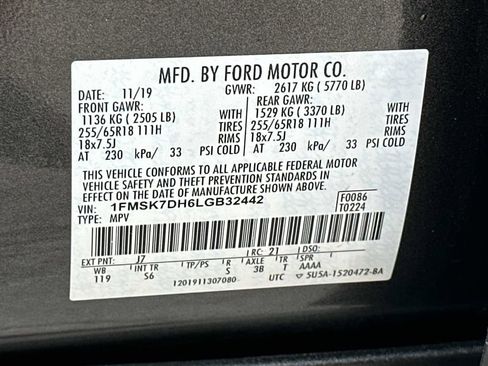 MFD. BY FORD MOTOR CO.
DATE: 11/19 GVWR: 2617 KG ( 5770 LB)
FRONT GAWR: REAR GAWR:
1136 KG ( 2505 LB) WITH 1529 KG ( 3370 LB) WITH
255/65R18 111H TIRES 255/65R18 111H TIRES
18x7.5J RIMS 18x7.5J RIMS
AT 230 kPa/ 33 PSI COLD AT 230 kPa/ 33 PSI COLD
THIS VEHICLE CONFORMS TO ALL APPLICABLE FEDERAL MOTOR
VEHICLE SAFETY AND THEFT PREVENTION STANDARDS IN
EFFECT ON THE DATE OF MANUFACTURE SHOWN ABOVE.
VIN: 1FMSK7DH6LGB32442 F0086
TYPE: MPV T0224
EXT PNT: J7 RC: 21 DSO:
WB INT TR TP/PS R AXLE TR SPR
119 S6 S 3B T AAAA
1201911307080 UTC 5U5A-1520472-BA